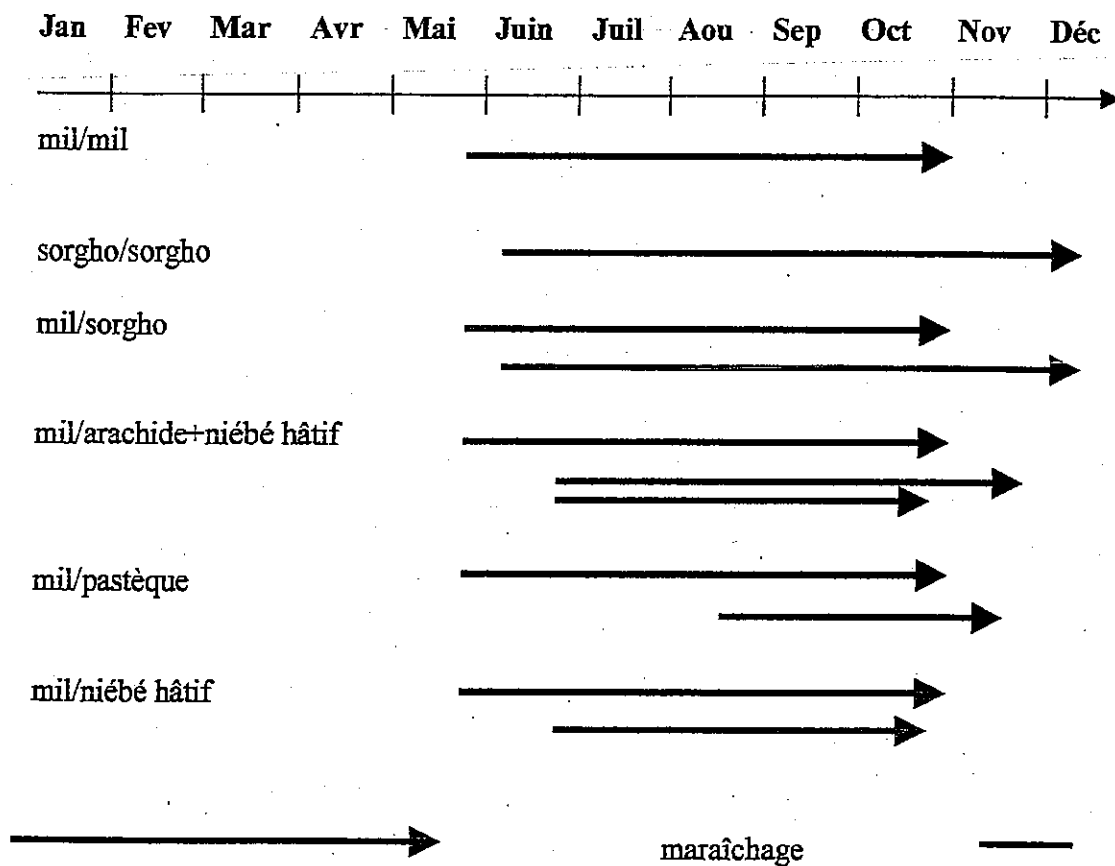 Jan Fev Mar Avr Mai Juin Juil Aou Sep Oct Nov Déc
mil/mil
sorgho/sorgho
mil/sorgho
mil/arachide+niébé hâtif
mil/pastèque
mil/niébé hâtif
maraîchage